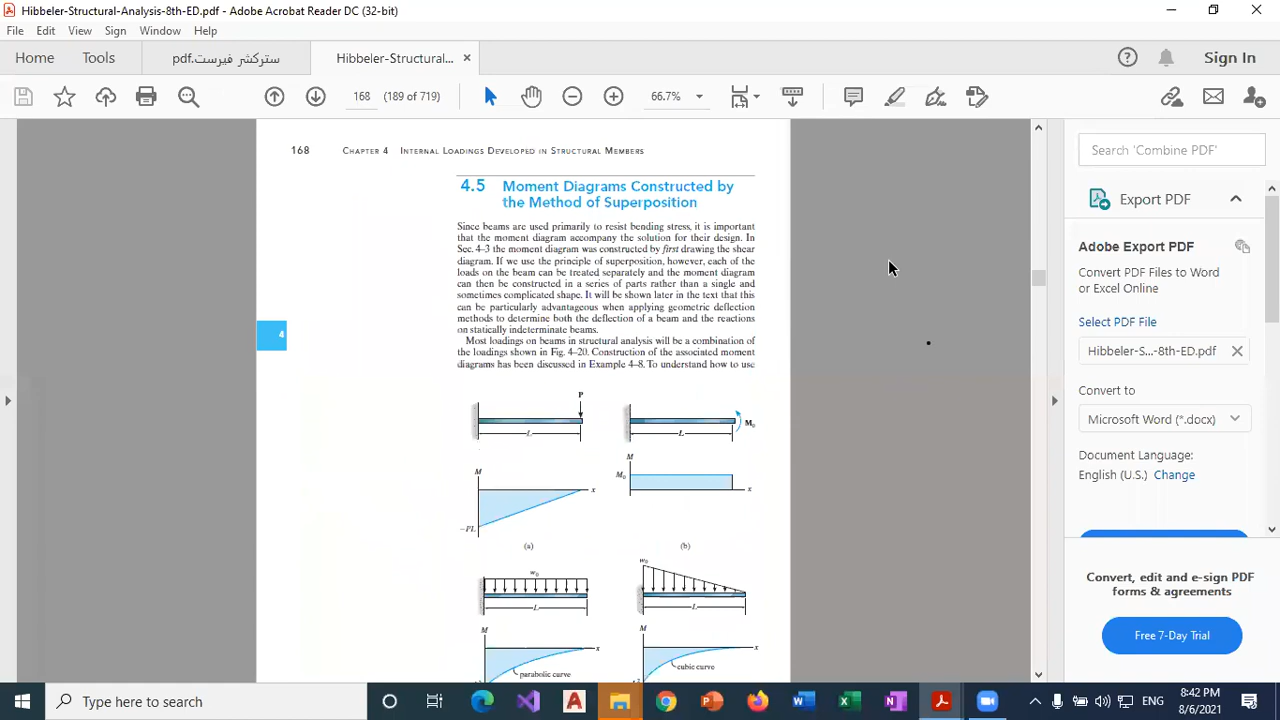 Hibbeler-Structural-Analysis-8th-ED.pdf - Adobe Acrobat Reader DC (32-bit)
File Edit View Sign Window Help
Home Tools ستركشر فيرست.pdf Hibbeler-Structural... Sign In
168 (189 of 719) 66.7%
168 CHAPTER 4 INTERNAL LOADINGS DEVELOPED IN STRUCTURAL MEMBERS
4.5 Moment Diagrams Constructed by
the Method of Superposition
Since beams are used primarily to resist bending stress, it is important
that the moment diagram accompany the solution for their design. In
Sec. 4–3 the moment diagram was constructed by first drawing the shear
diagram. If we use the principle of superposition, however, each of the
loads on the beam can be treated separately and the moment diagram
can then be constructed in a series of parts rather than a single and
sometimes complicated shape. It will be shown later in the text that this
can be particularly advantageous when applying geometric deflection
methods to determine both the deflection of a beam and the reactions
on statically indeterminate beams.
Most loadings on beams in structural analysis will be a combination of
the loadings shown in Fig. 4–20. Construction of the associated moment
diagrams has been discussed in Example 4–8. To understand how to use
4
P
L
M
x
−PL
(a)
M₀
L
M
M₀
x
(b)
w₀
L
M
x
parabolic curve
w₀
L
M
x
cubic curve
Search 'Combine PDF'
Export PDF
Adobe Export PDF
Convert PDF Files to Word
or Excel Online
Select PDF File
Hibbeler-S...-8th-ED.pdf
Convert to
Microsoft Word (*.docx)
Document Language:
English (U.S.) Change
Convert, edit and e-sign PDF
forms & agreements
Free 7-Day Trial
Type here to search
ENG
8:42 PM
8/6/2021